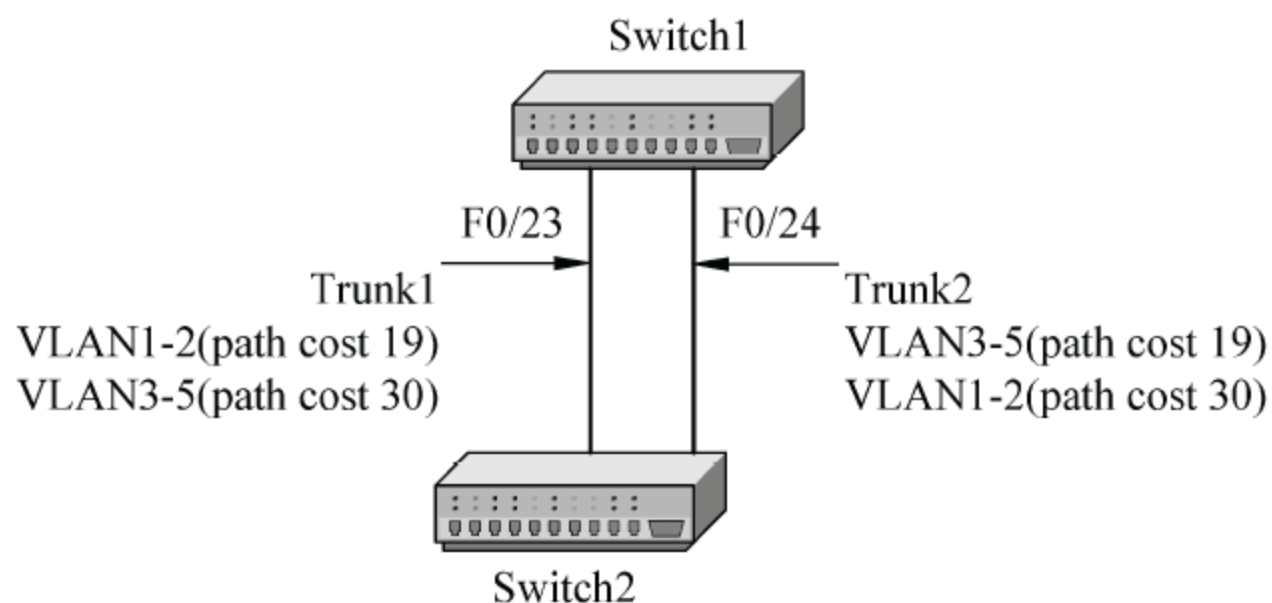 Switch1
F0/23
F0/24
Trunk1
VLAN1-2(path cost 19)
VLAN3-5(path cost 30)
Trunk2
VLAN3-5(path cost 19)
VLAN1-2(path cost 30)
Switch2